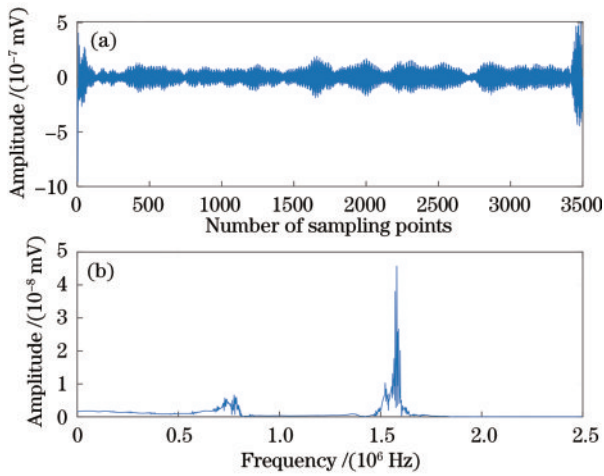 (a)
Amplitude /(10⁻⁷ mV)
5
0
−5
−10
0 500 1000 1500 2000 2500 3000 3500
Number of sampling points
(b)
Amplitude /(10⁻⁸ mV)
5
4
3
2
1
0
0 0.5 1.0 1.5 2.0 2.5
Frequency /(10⁶ Hz)